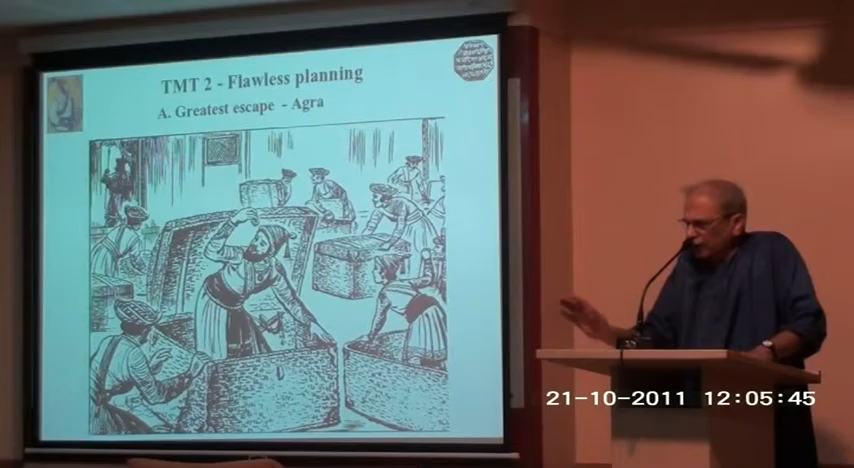 TMT 2 - Flawless planning
A. Greatest escape - Agra
21-10-2011 12:05:45